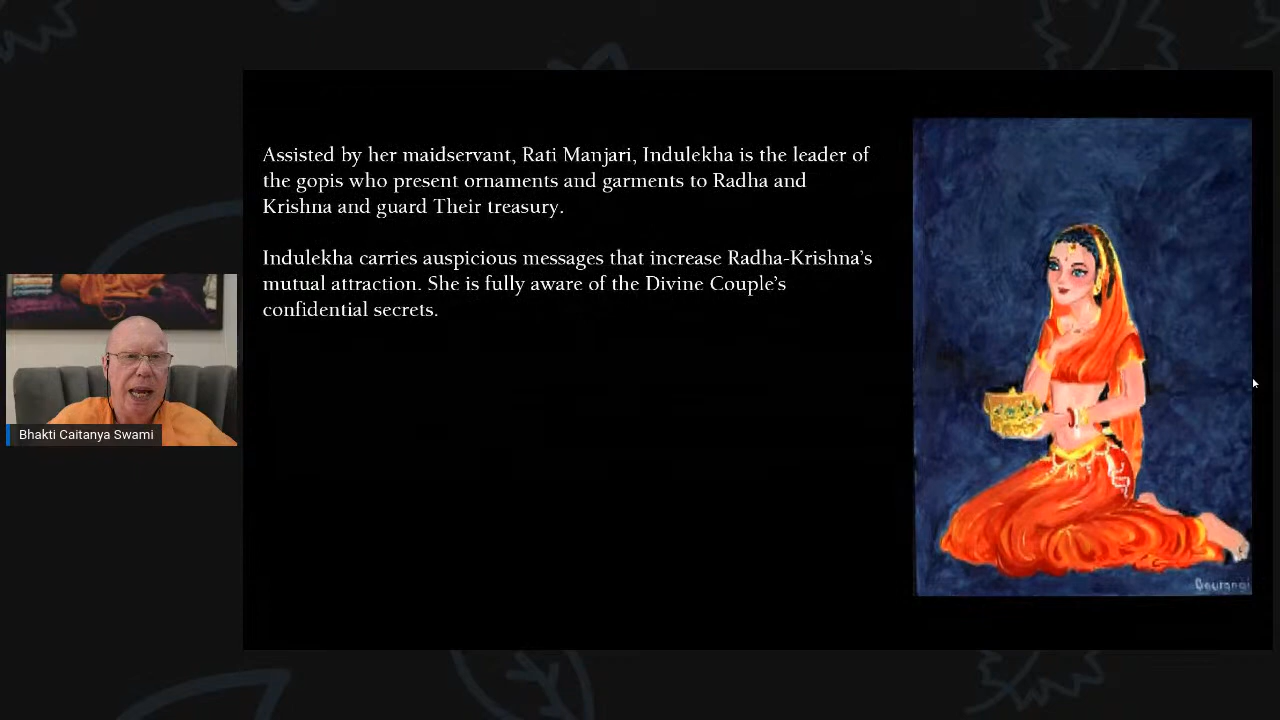 Assisted by her maidservant, Rati Manjari, Indulekha is the leader of
the gopis who present ornaments and garments to Radha and
Krishna and guard Their treasury.
Indulekha carries auspicious messages that increase Radha-Krishna’s
mutual attraction. She is fully aware of the Divine Couple’s
confidential secrets.
Bhakti Caitanya Swami
Gaurangi